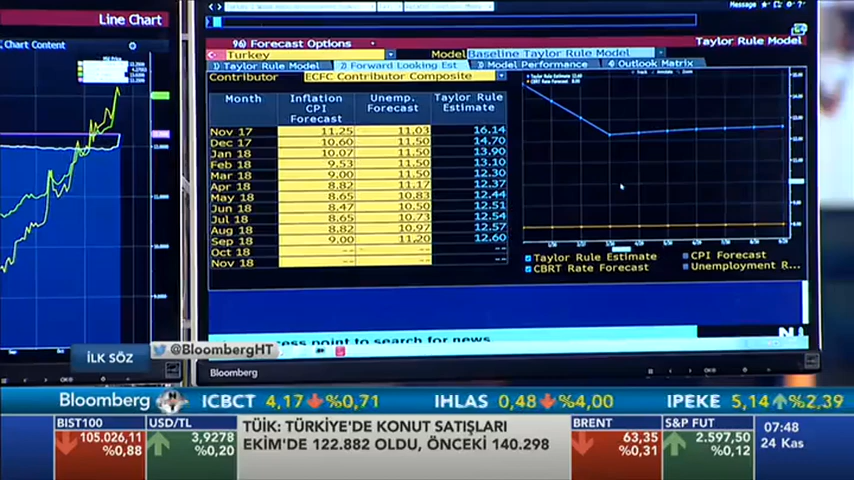 Line Chart
Chart Content
Message
96) Forecast Options
Taylor Rule Model
Turkey
Model Baseline Taylor Rule Model
1) Taylor Rule Model 2) Forward Looking Est 3) Model Performance 4) Outlook Matrix
Contributor ECFC Contributor Composite
Month Inflation CPI Forecast Unemp. Forecast Taylor Rule Estimate
Nov 17 11.25 11.03 16.14
Dec 17 10.60 11.50 14.70
Jan 18 10.07 11.50 13.90
Feb 18 9.53 11.50 13.10
Mar 18 9.00 11.50 12.30
Apr 18 8.82 11.17 12.37
May 18 8.65 10.83 12.44
Jun 18 8.47 10.50 12.51
Jul 18 8.65 10.73 12.54
Aug 18 8.82 10.97 12.57
Sep 18 9.00 11.20 12.60
Oct 18 -- --
Nov 18 -- --
Taylor Rule Estimate CPI Forecast
CBRT Rate Forecast Unemployment R...
ess point to search for news
İLK SÖZ @BloombergHT
Bloomberg
Bloomberg ICBCT 4,17 %0,71 IHLAS 0,48 %4,00 IPEKE 5,14 %2,39
BIST100 105.026,11 %0,88
USD/TL 3,9278 %0,20
TÜİK: TÜRKİYE'DE KONUT SATIŞLARI
EKİM'DE 122.882 OLDU, ÖNCEKİ 140.298
BRENT 63,35 %0,31
S&P FUT 2.597,50 %0,12
07:48
24 Kas